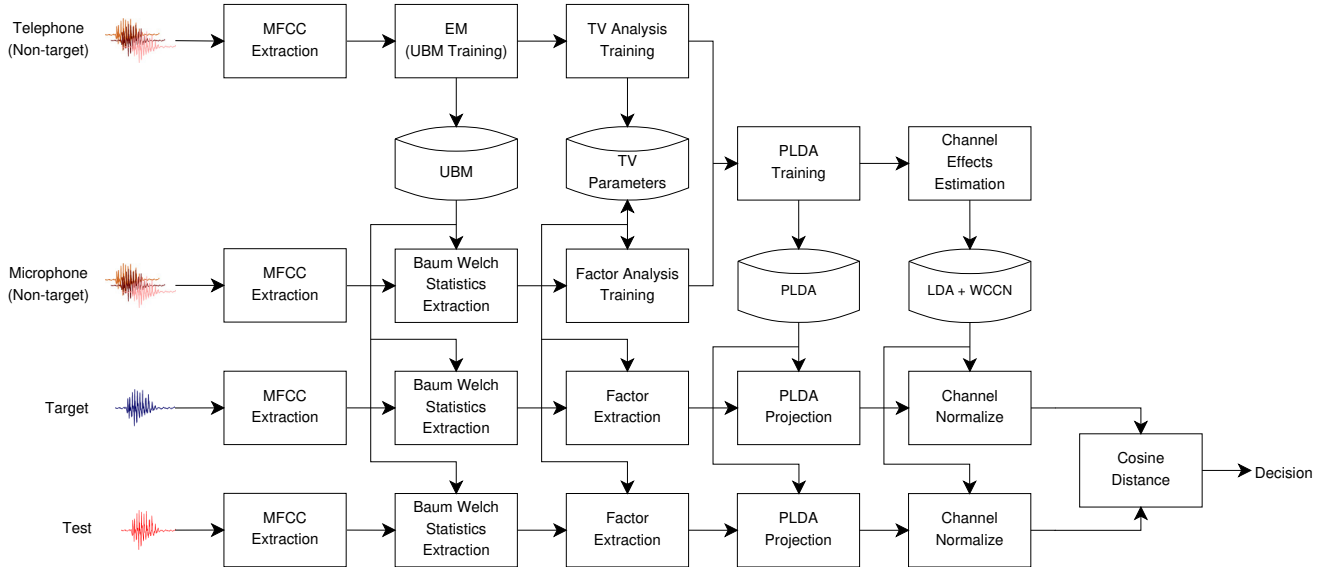 Telephone
(Non-target)
MFCC
Extraction
EM
(UBM Training)
TV Analysis
Training
UBM
TV
Parameters
PLDA
Training
Channel
Effects
Estimation
Microphone
(Non-target)
MFCC
Extraction
Baum Welch
Statistics
Extraction
Factor Analysis
Training
PLDA
LDA + WCCN
Target
MFCC
Extraction
Baum Welch
Statistics
Extraction
Factor
Extraction
PLDA
Projection
Channel
Normalize
Cosine
Distance
Decision
Test
MFCC
Extraction
Baum Welch
Statistics
Extraction
Factor
Extraction
PLDA
Projection
Channel
Normalize